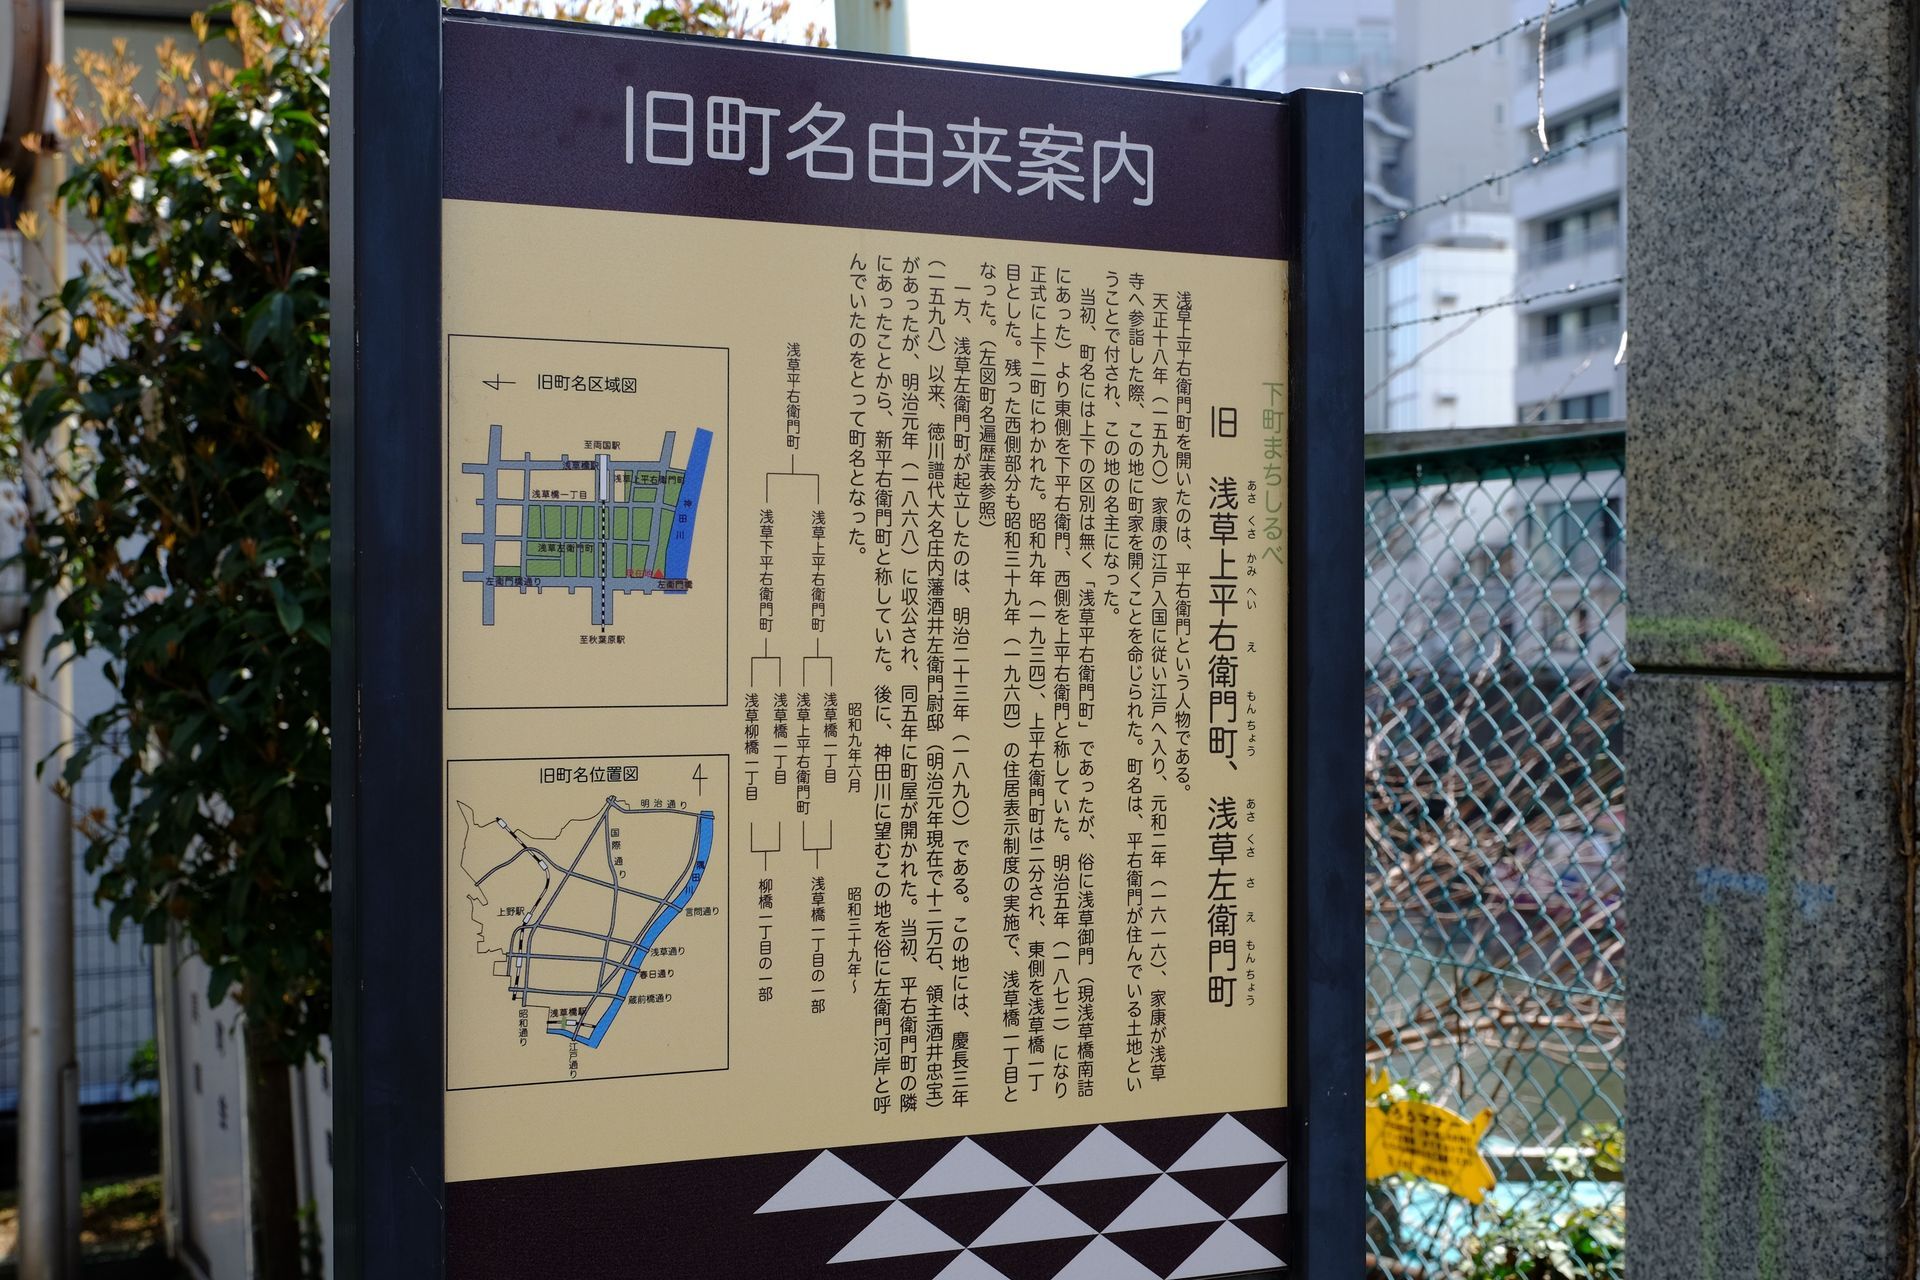 旧町名由来案内
下町まちしるべ
旧 浅草上平右衛門町、浅草左衛門町
あさ くさ かみ へい え もんちょう あさ くさ さ え もんちょう
浅草上平右衛門町を開いたのは、平右衛門という人物である。
天正十八年（一五九〇）家康の江戸入国に従い江戸へ入り、元和二年（一六一六）、家康が浅草
寺へ参詣した際、この地に町家を開くことを命じられた。町名は、平右衛門が住んでいる土地とい
うことで付され、この地の名主になった。
当初、町名には上下の区別は無く「浅草平右衛門町」であったが、俗に浅草御門（現浅草橋南詰
にあった）より東側を下平右衛門、西側を上平右衛門と称していた。明治五年（一八七二）になり
正式に上下二町にわかれた。昭和九年（一九三四）、上平右衛門町は二分され、東側を浅草橋一丁
目とした。残った西側部分も昭和三十九年（一九六四）の住居表示制度の実施で、浅草橋一丁目と
なった。（左図町名遍歴表参照）
一方、浅草左衛門町が起立したのは、明治二十三年（一八九〇）である。この地には、慶長三年
（一五九八）以来、徳川譜代大名庄内藩酒井左衛門尉邸（明治元年現在で十二万石、領主酒井忠宝）
があったが、明治元年（一八六八）に収公され、同五年に町屋が開かれた。当初、平右衛門町の隣
にあったことから、新平右衛門町と称していた。後に、神田川に望むこの地を俗に左衛門河岸と呼
んでいたのをとって町名となった。
昭和九年六月
昭和三十九年～
浅草平右衛門町
浅草上平右衛門町
浅草下平右衛門町
浅草橋一丁目
浅草上平右衛門町
浅草橋一丁目
浅草柳橋一丁目
浅草橋一丁目の一部
柳橋一丁目の一部
旧町名区域図
至両国駅
浅草橋駅
浅草上平右衛門町
浅草橋一丁目
神田川
浅草左衛門町
現在地
左衛門橋通り
左衛門橋
至秋葉原駅
旧町名位置図
明治通り
国際通り
隅田川
上野駅
言問通り
浅草通り
春日通り
蔵前橋通り
浅草橋駅
昭和通り
江戸通り